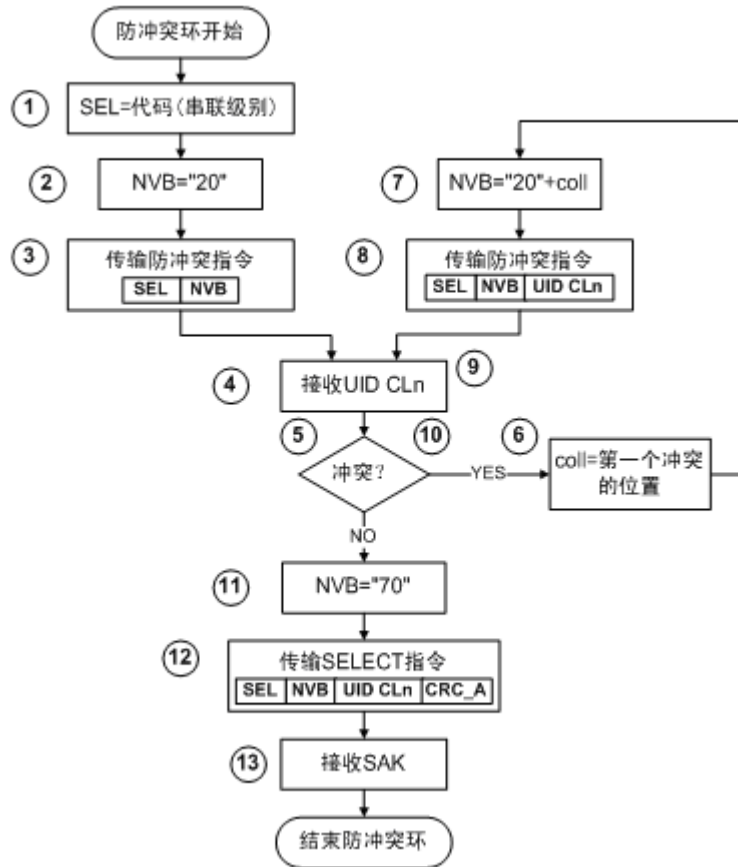 防冲突环开始
1
SEL=代码(串联级别)
2
NVB="20"
7
NVB="20"+coll
3
传输防冲突指令
SEL NVB
8
传输防冲突指令
SEL NVB UID CLn
4
接收UID CLn
9
5
冲突?
10
YES
6
coll=第一个冲突
的位置
NO
11
NVB="70"
12
传输SELECT指令
SEL NVB UID CLn CRC_A
13
接收SAK
结束防冲突环